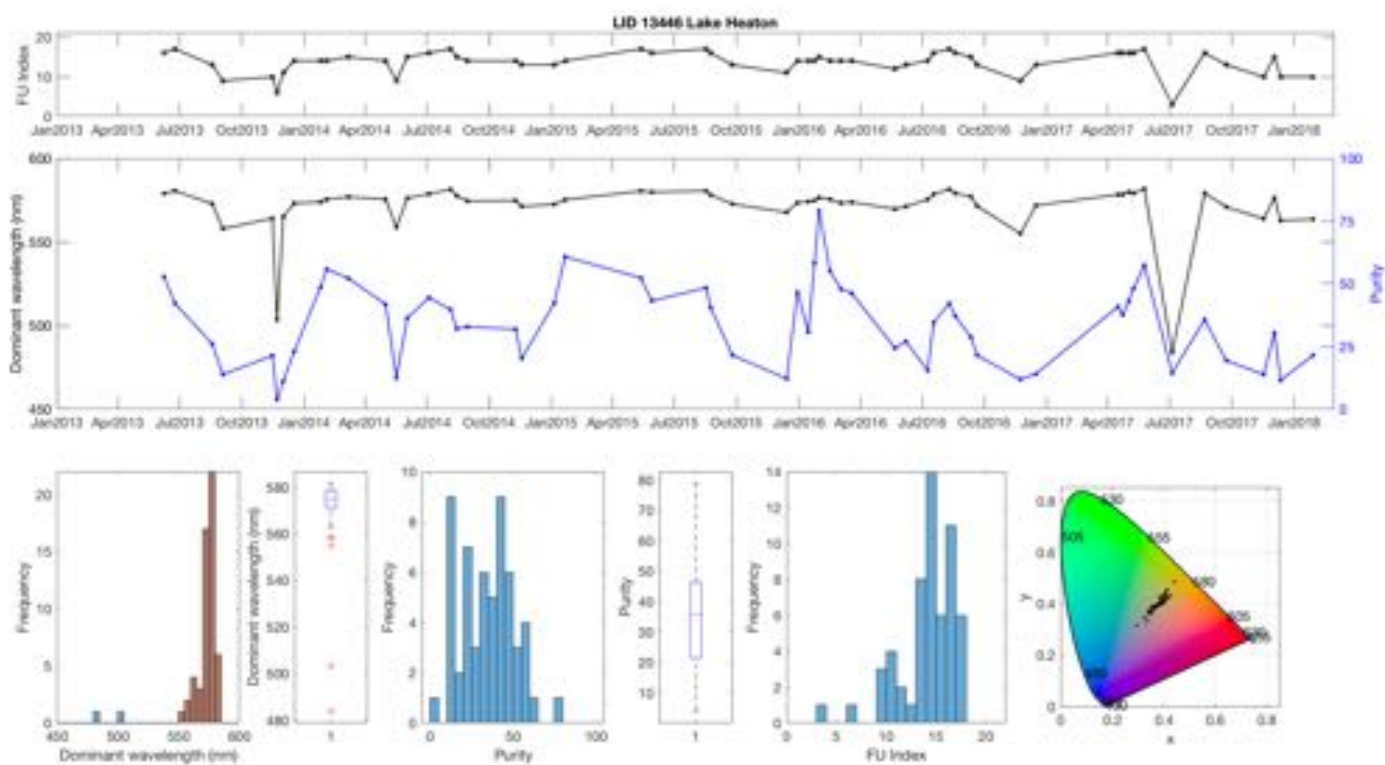 LID 13446 Lake Heaton
FU Index
20
10
0
Jan2013 Apr2013 Jul2013 Oct2013 Jan2014 Apr2014 Jul2014 Oct2014 Jan2015 Apr2015 Jul2015 Oct2015 Jan2016 Apr2016 Jul2016 Oct2016 Jan2017 Apr2017 Jul2017 Oct2017 Jan2018
Dominant wavelength (nm)
600
550
500
450
100
75
50
25
0
Purity
Jan2013 Apr2013 Jul2013 Oct2013 Jan2014 Apr2014 Jul2014 Oct2014 Jan2015 Apr2015 Jul2015 Oct2015 Jan2016 Apr2016 Jul2016 Oct2016 Jan2017 Apr2017 Jul2017 Oct2017 Jan2018
Frequency
20
15
10
5
0
450 500 550 600
Dominant wavelength (nm)
Dominant wavelength (nm)
580
560
540
520
500
480
1
Frequency
10
8
6
4
2
0
0 50 100
Purity
Purity
80
70
60
50
40
30
20
10
1
Frequency
14
12
10
8
6
4
2
0
0 10 20
FU Index
y
0.8
0.6
0.4
0.2
0
530
505
555
580
0 0.2 0.4 0.6 0.8
x